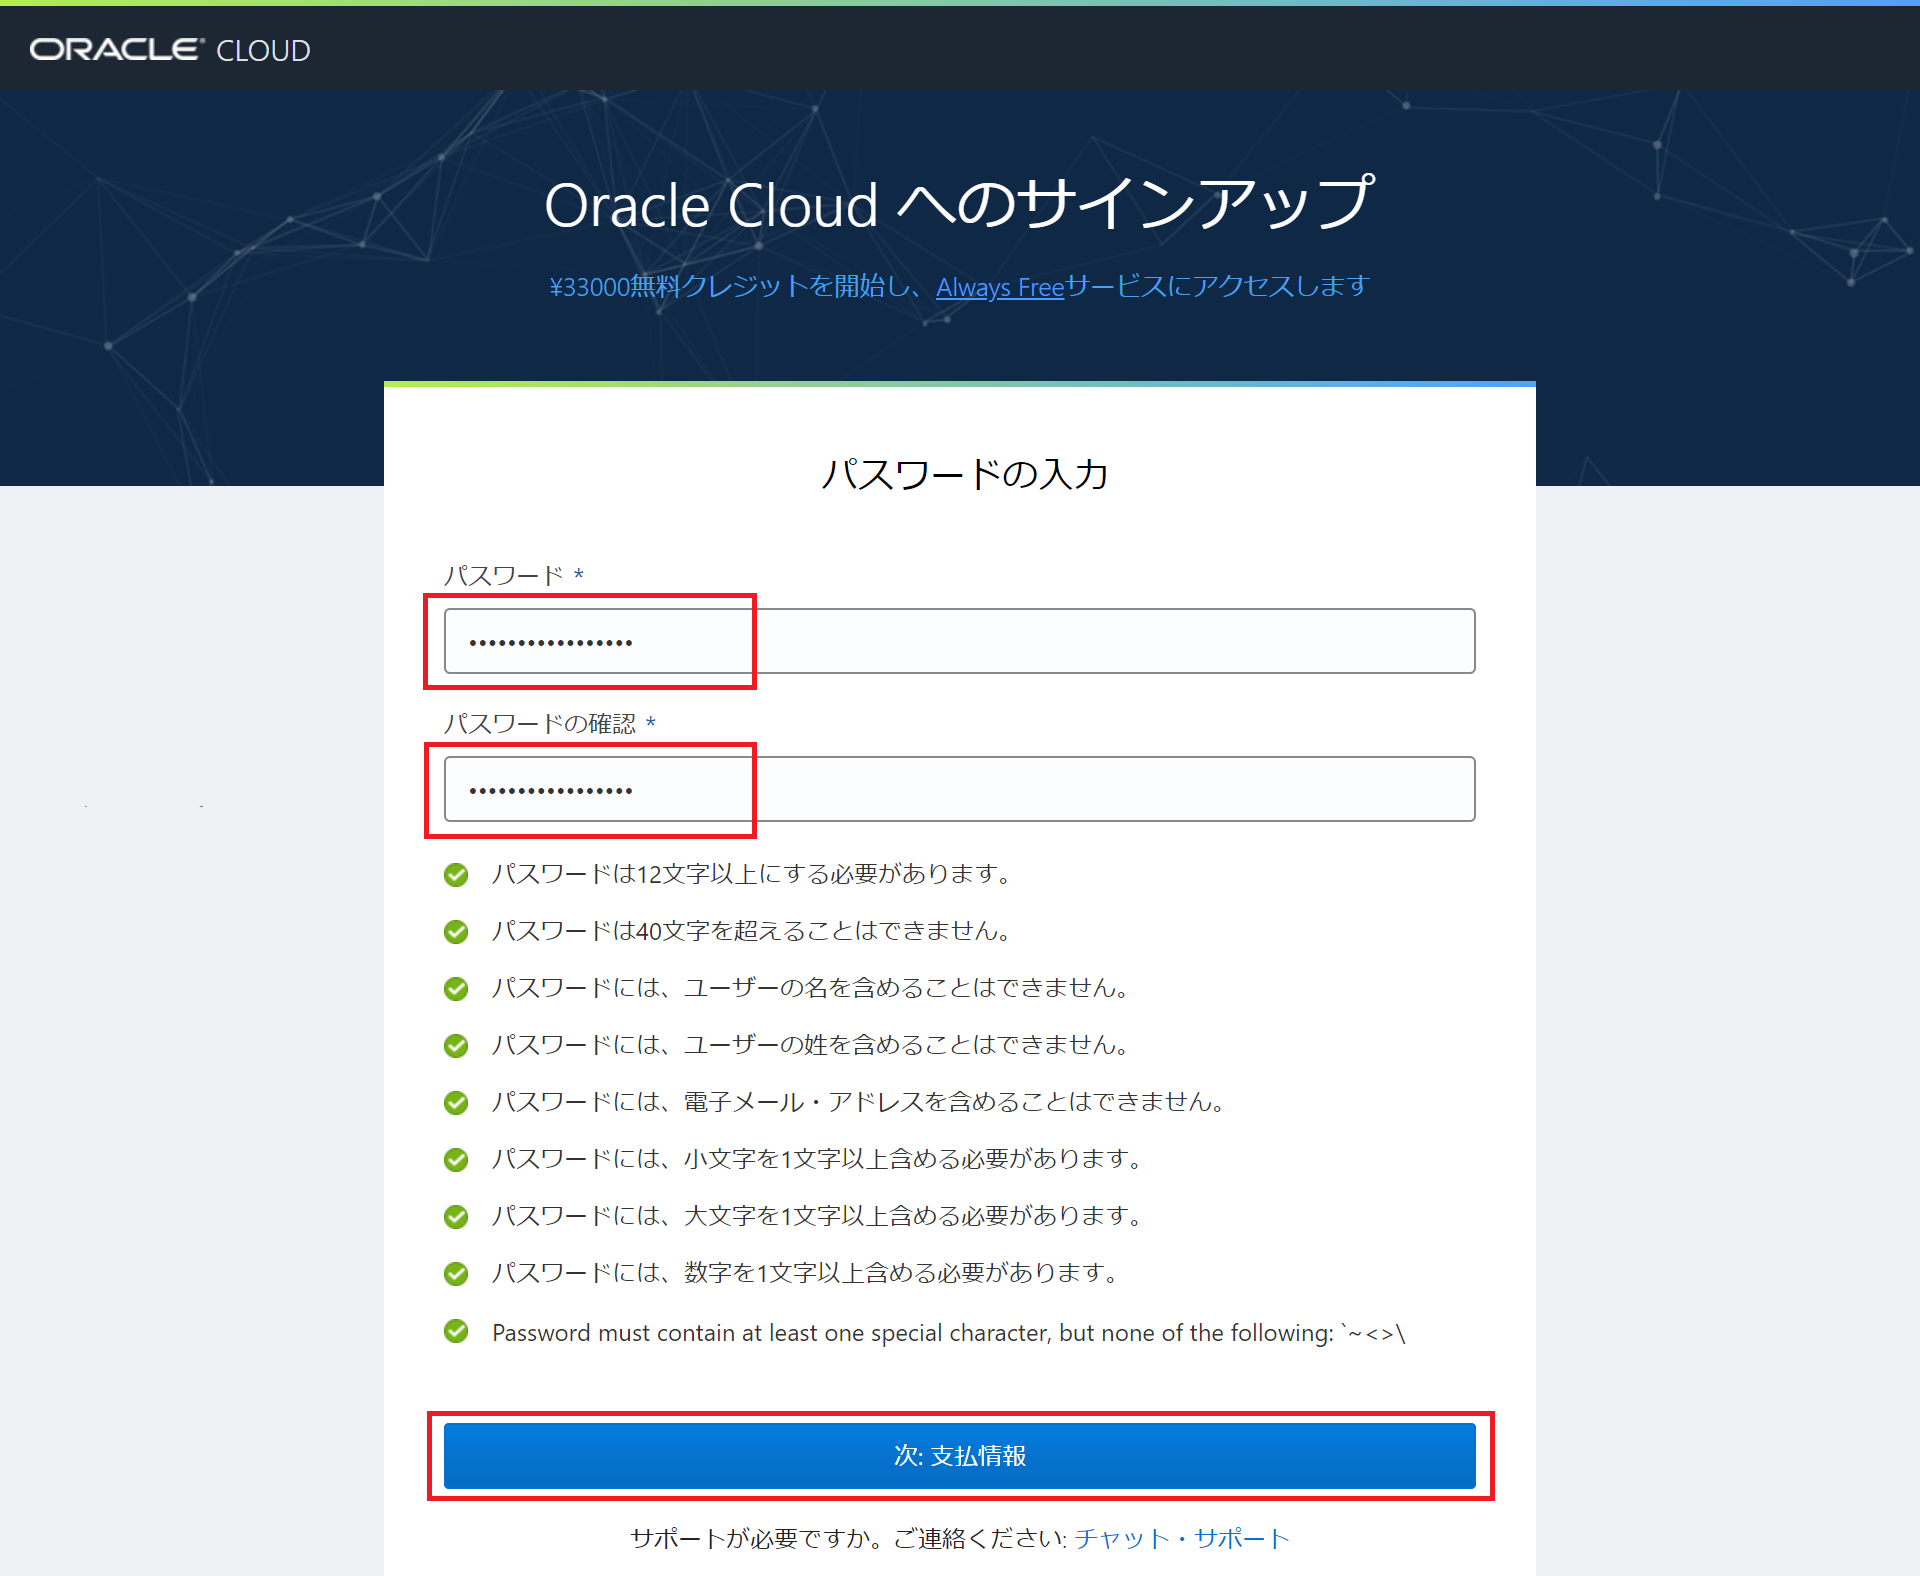 ORACLE® CLOUD
Oracle Cloud へのサインアップ
¥33000無料クレジットを開始し、Always Freeサービスにアクセスします
パスワードの入力
パスワード *
•••••••••••••••••
パスワードの確認 *
•••••••••••••••••
パスワードは12文字以上にする必要があります。
パスワードは40文字を超えることはできません。
パスワードには、ユーザーの名を含めることはできません。
パスワードには、ユーザーの姓を含めることはできません。
パスワードには、電子メール・アドレスを含めることはできません。
パスワードには、小文字を1文字以上含める必要があります。
パスワードには、大文字を1文字以上含める必要があります。
パスワードには、数字を1文字以上含める必要があります。
Password must contain at least one special character, but none of the following: `~<>\
次: 支払情報
サポートが必要ですか。ご連絡ください: チャット・サポート